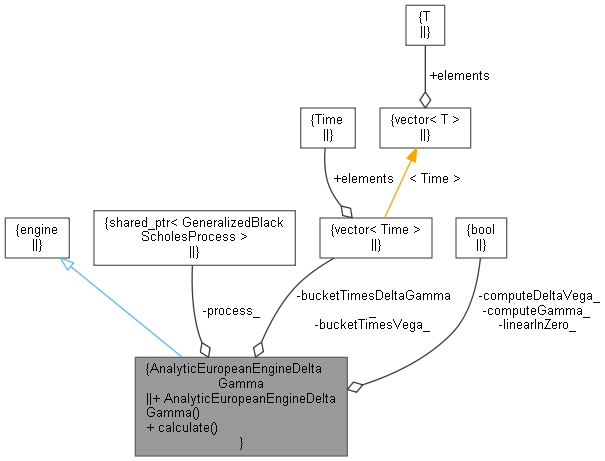 {T
||}
+elements
{Time
||}
{vector< T >
||}
+elements
< Time >
{engine
||}
{shared_ptr< GeneralizedBlack
ScholesProcess >
||}
{vector< Time >
||}
{bool
||}
-process_
-bucketTimesDeltaGamma
_
-bucketTimesVega_
-computeDeltaVega_
-computeGamma_
-linearInZero_
{AnalyticEuropeanEngineDelta
Gamma
||+ AnalyticEuropeanEngineDelta
Gamma()
+ calculate()
}